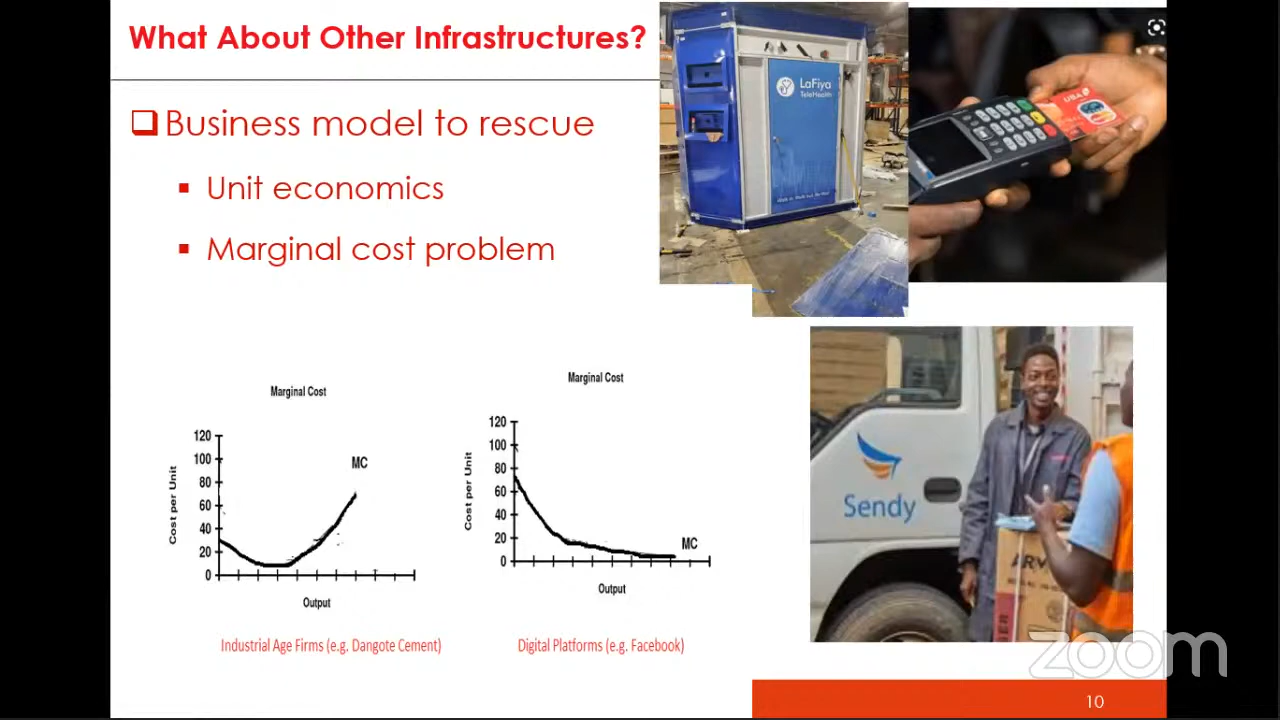 What About Other Infrastructures?
Business model to rescue
Unit economics
Marginal cost problem
LaFiya
TeleHealth
UBA
Marginal Cost
120
100
80
60
40
20
0
Cost per Unit
MC
Output
Industrial Age Firms (e.g. Dangote Cement)
Marginal Cost
120
100
80
60
40
20
0
Cost per Unit
MC
Output
Digital Platforms (e.g. Facebook)
Sendy
zoom
10